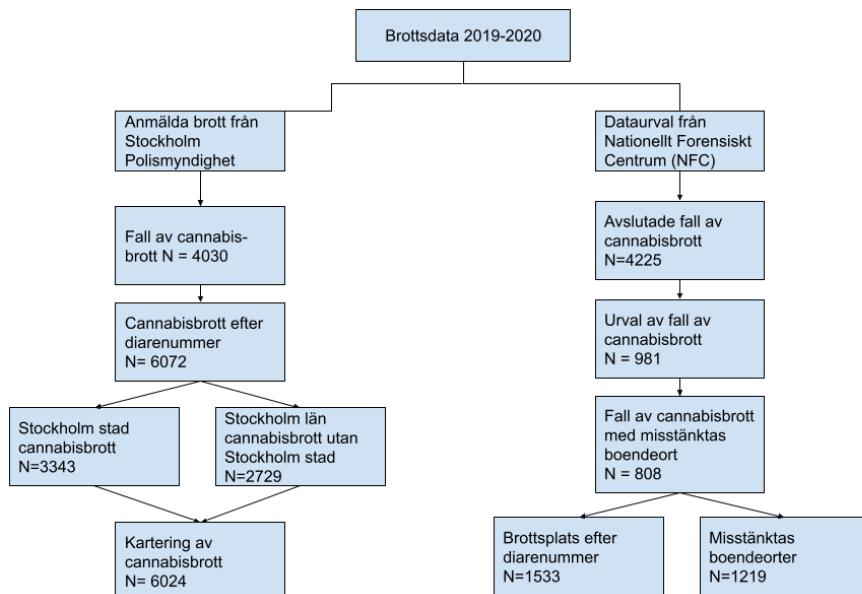 Brottsdata 2019-2020
Anmälda brott från
Stockholm
Polismyndighet
Fall av cannabis-
brott N = 4030
Cannabisbrott efter
diarenummer
N= 6072
Stockholm stad
cannabisbrott
N=3343
Stockholm län
cannabisbrott utan
Stockholm stad
N=2729
Kartering av
cannabisbrott
N= 6024
Dataurval från
Nationellt Forensiskt
Centrum (NFC)
Avslutade fall av
cannabisbrott
N=4225
Urval av fall av
cannabisbrott
N = 981
Fall av cannabisbrott
med misstänktas
boendeort
N = 808
Brottsplats efter
diarenummer
N=1533
Misstänktas
boendeorter
N=1219